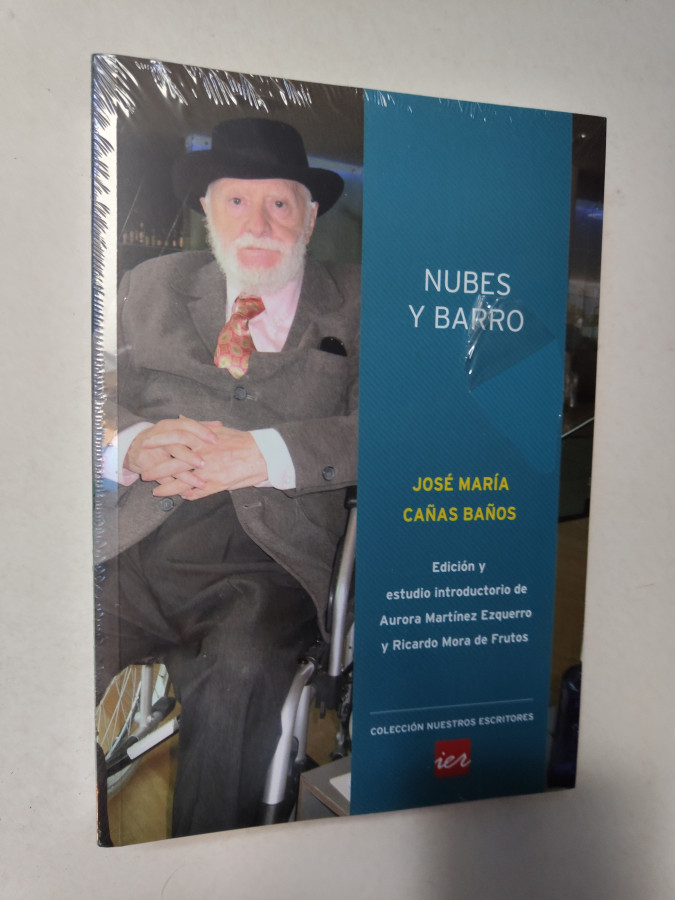 NUBES
Y BARRO
JOSÉ MARÍA
CAÑAS BAÑOS
Edición y
estudio introductorio de
Aurora Martínez Ezquerro
y Ricardo Mora de Frutos
COLECCIÓN NUESTROS ESCRITORES
ier